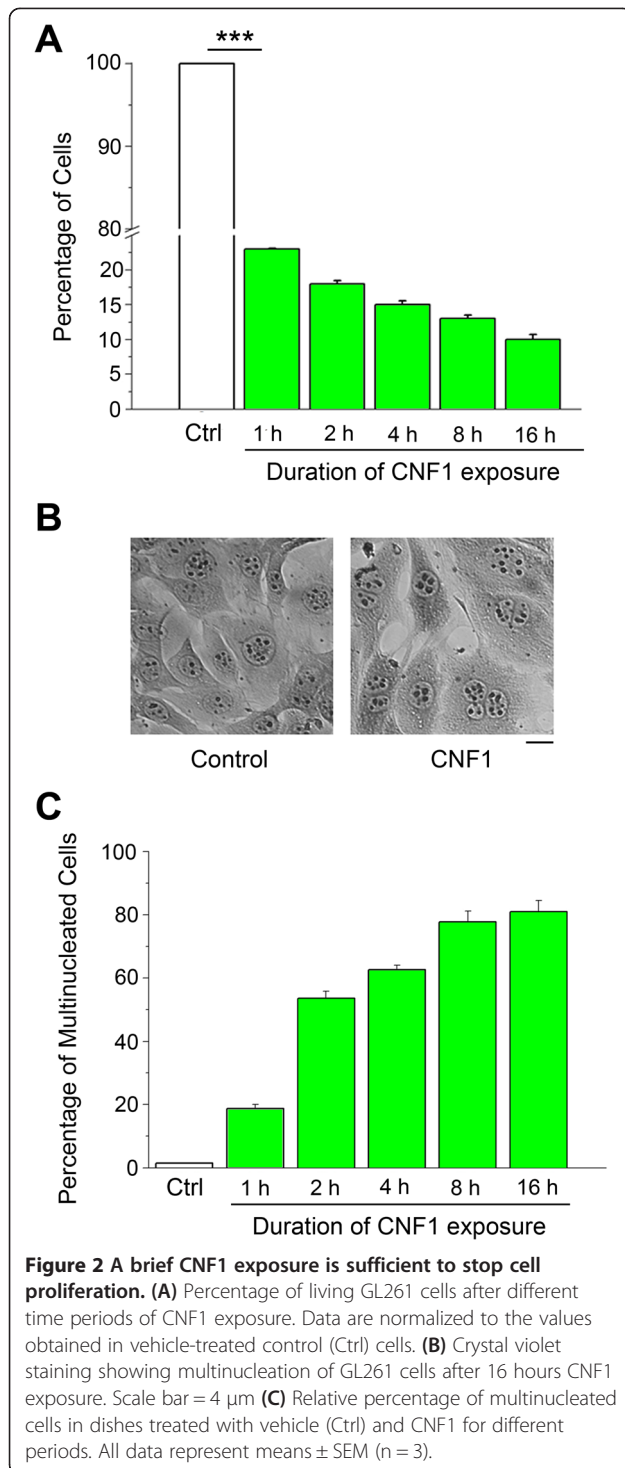 A
***
Percentage of Cells
100
90
80
20
15
10
5
0
Ctrl 1 h 2 h 4 h 8 h 16 h
Duration of CNF1 exposure
B
Control CNF1
C
Percentage of Multinucleated Cells
100
80
60
40
20
0
Ctrl 1 h 2 h 4 h 8 h 16 h
Duration of CNF1 exposure
Figure 2 A brief CNF1 exposure is sufficient to stop cell
proliferation. (A) Percentage of living GL261 cells after different
time periods of CNF1 exposure. Data are normalized to the values
obtained in vehicle-treated control (Ctrl) cells. (B) Crystal violet
staining showing multinucleation of GL261 cells after 16 hours CNF1
exposure. Scale bar = 4 μm (C) Relative percentage of multinucleated
cells in dishes treated with vehicle (Ctrl) and CNF1 for different
periods. All data represent means ± SEM (n = 3).